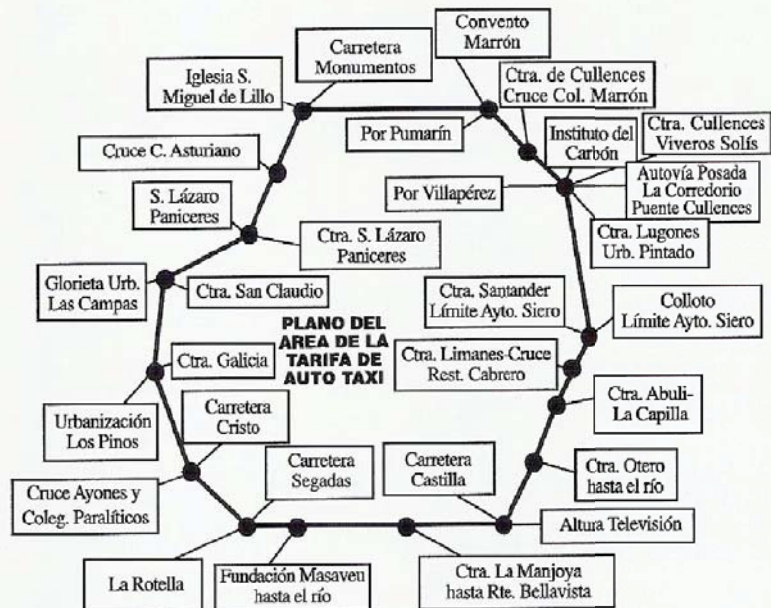 Convento
Marrón
Carretera
Monumentos
Iglesia S.
Miguel de Lillo
Ctra. de Cullences
Cruce Col. Marrón
Por Pumarín
Instituto del
Carbón
Ctra. Cullences
Viveros Solís
Cruce C. Asturiano
Por Villapérez
Autovía Posada
La Corredorio
Puente Cullences
S. Lázaro
Paniceres
Ctra. S. Lázaro
Paniceres
Ctra. Lugones
Urb. Pintado
Glorieta Urb.
Las Campas
Ctra. San Claudio
Ctra. Santander
Límite Ayto. Siero
Colloto
Límite Ayto. Siero
PLANO DEL
AREA DE LA
TARIFA DE
AUTO TAXI
Ctra. Galicia
Ctra. Limanes-Cruce
Rest. Cabrero
Urbanización
Los Pinos
Carretera
Cristo
Ctra. Abuli-
La Capilla
Carretera
Segadas
Carretera
Castilla
Ctra. Otero
hasta el río
Cruce Ayones y
Coleg. Paralíticos
Altura Televisión
La Rotella
Fundación Masaveu
hasta el río
Ctra. La Manjoya
hasta Rte. Bellavista